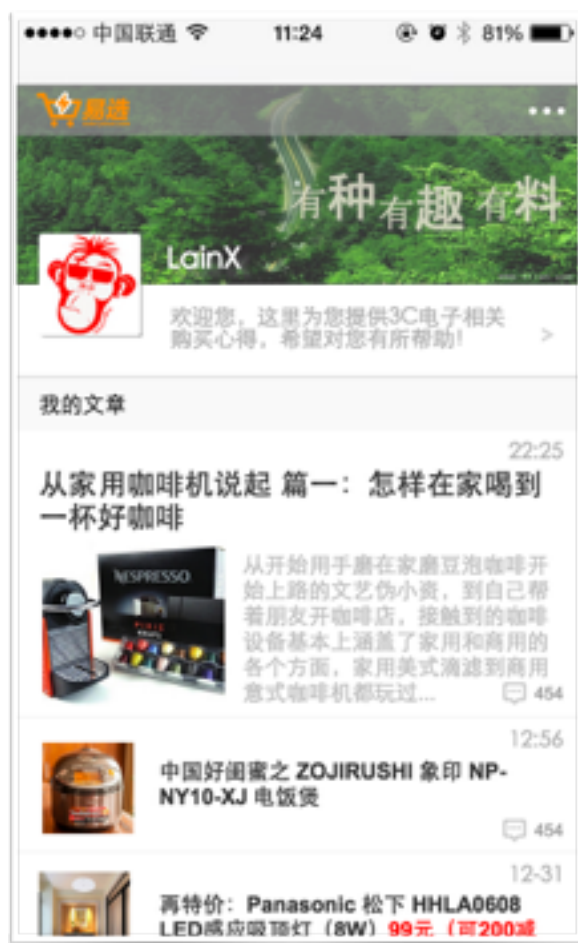 中国联通
11:24
81%
易选
有种有趣有料
LainX
欢迎您，这里为您提供3C电子相关
购买心得，希望对您有所帮助!
>
我的文章
22:25
从家用咖啡机说起 篇一：怎样在家喝到
一杯好咖啡
NESPRESSO
PIXIE
从开始用手磨在家磨豆泡咖啡开
始上路的文艺伪小资，到自己帮
着朋友开咖啡店，接触到的咖啡
设备基本上涵盖了家用和商用的
各个方面，家用美式滴滤到商用
意式咖啡机都玩过...
454
12:56
中国好闺蜜之 ZOJIRUSHI 象印 NP-
NY10-XJ 电饭煲
454
12-31
再特价：Panasonic 松下 HHLA0608
LED感应吸顶灯（8W）99元（可200减